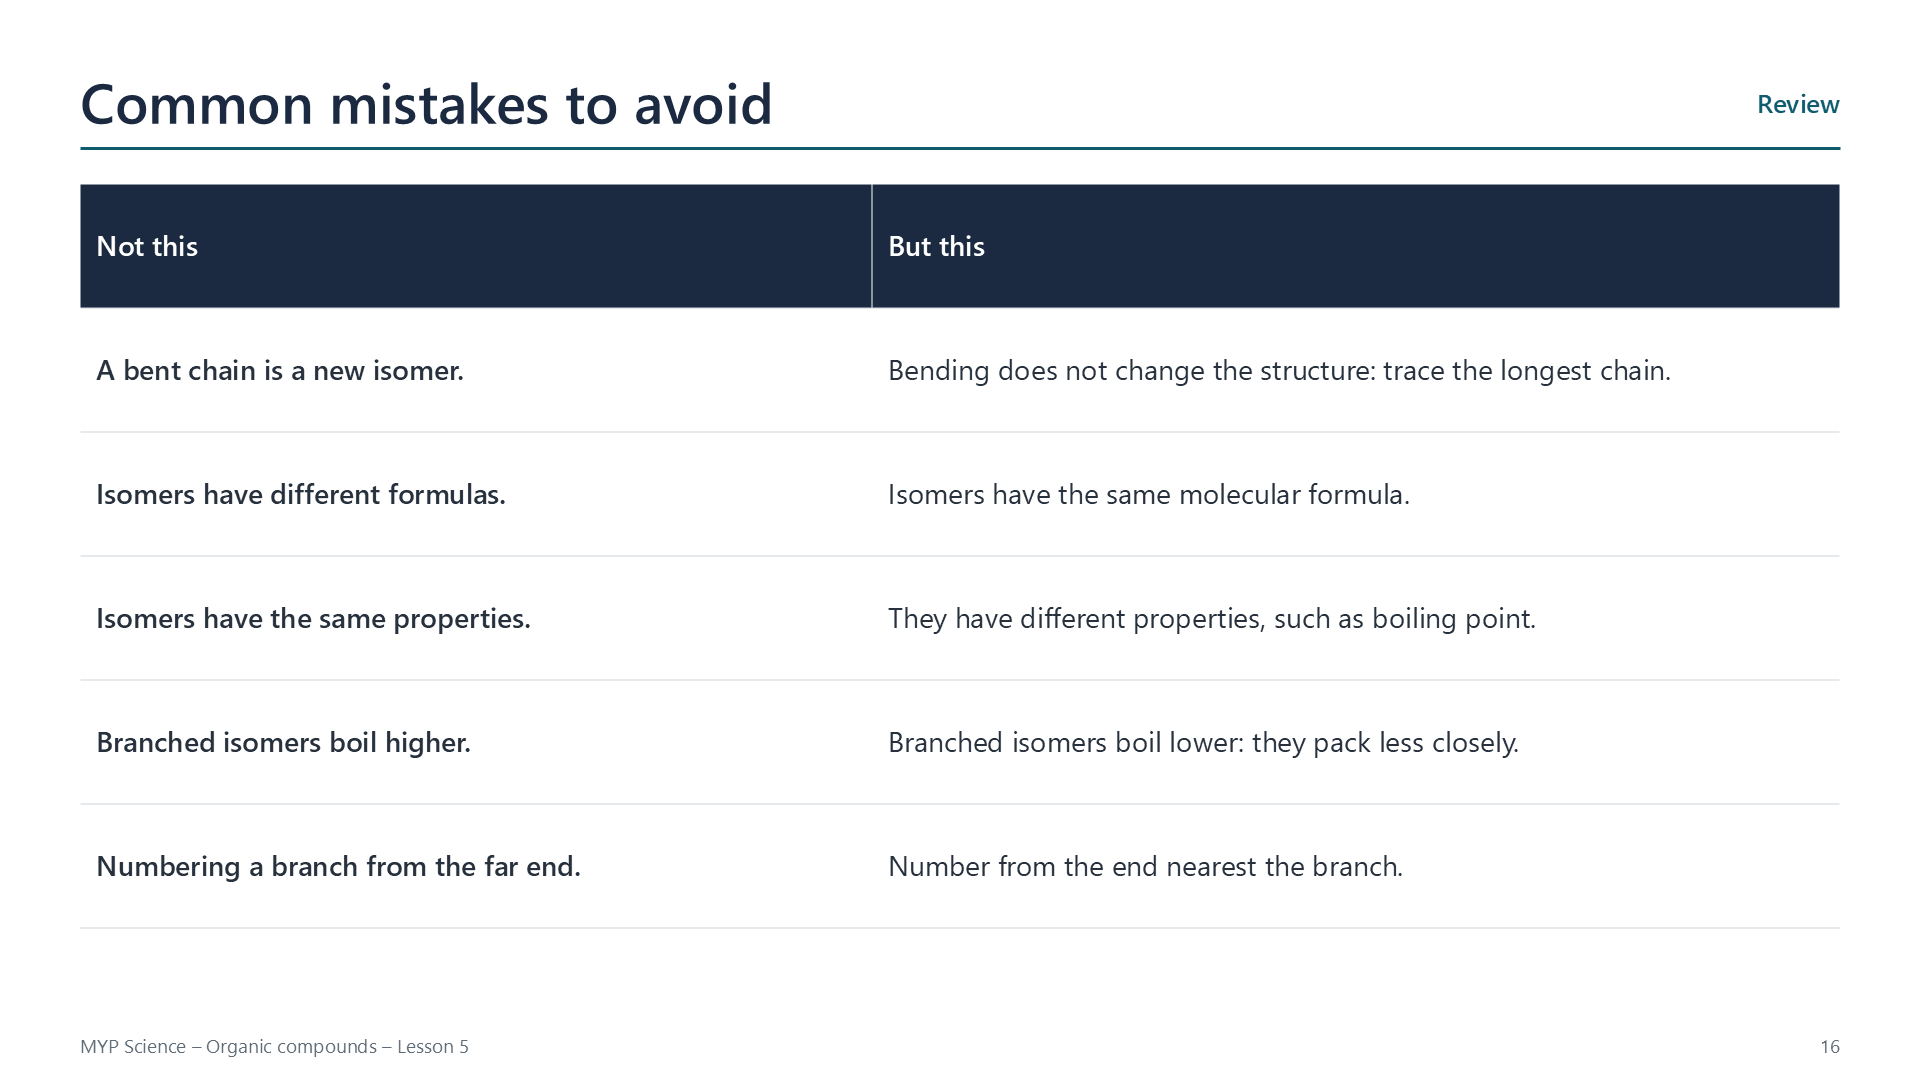 Common mistakes to avoid
Review
Not this
But this
A bent chain is a new isomer.
Bending does not change the structure: trace the longest chain.
Isomers have different formulas.
Isomers have the same molecular formula.
Isomers have the same properties.
They have different properties, such as boiling point.
Branched isomers boil higher.
Branched isomers boil lower: they pack less closely.
Numbering a branch from the far end.
Number from the end nearest the branch.
MYP Science – Organic compounds – Lesson 5
16